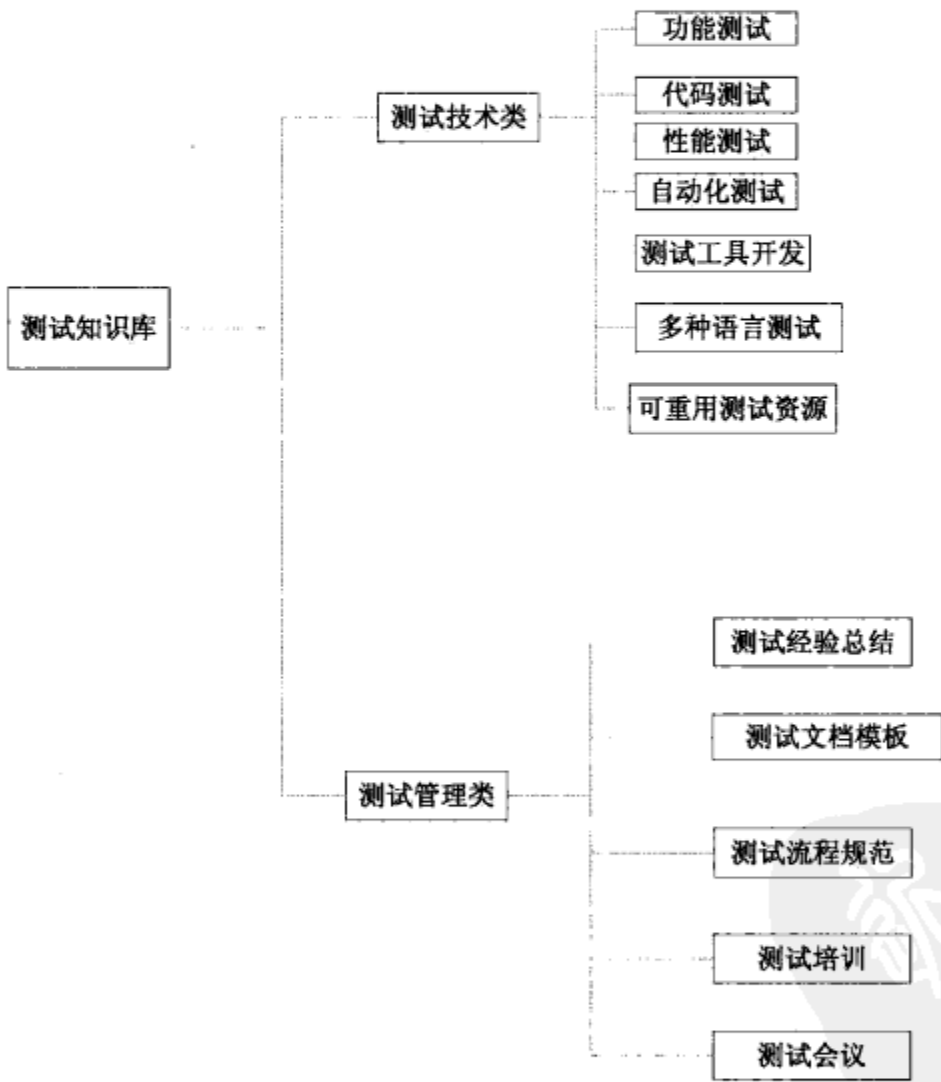 测试知识库
测试技术类
功能测试
代码测试
性能测试
自动化测试
测试工具开发
多种语言测试
可重用测试资源
测试管理类
测试经验总结
测试文档模板
测试流程规范
测试培训
测试会议